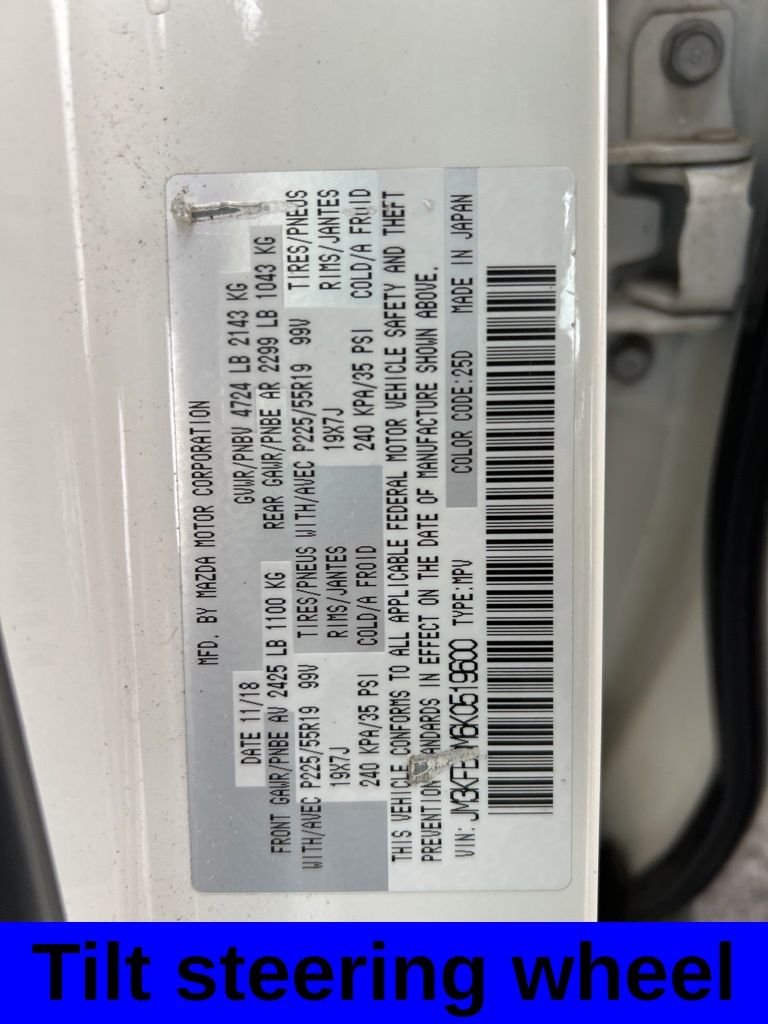 MFD. BY MAZDA MOTOR CORPORATION
DATE 11/18 GVWR/PNBV 4724 LB 2143 KG
FRONT GAWR/PNBE AV 2425 LB 1100 KG REAR GAWR/PNBE AR 2299 LB 1043 KG
WITH/AVEC P225/55R19 99V TIRES/PNEUS WITH/AVEC P225/55R19 99V TIRES/PNEUS
19X7J RIMS/JANTES 19X7J RIMS/JANTES
240 KPA/35 PSI COLD/A FROID 240 KPA/35 PSI COLD/A FROID
THIS VEHICLE CONFORMS TO ALL APPLICABLE FEDERAL MOTOR VEHICLE SAFETY AND THEFT
PREVENTION STANDARDS IN EFFECT ON THE DATE OF MANUFACTURE SHOWN ABOVE.
VIN: TYPE:MPV COLOR CODE:25D MADE IN JAPAN
Tilt steering wheel